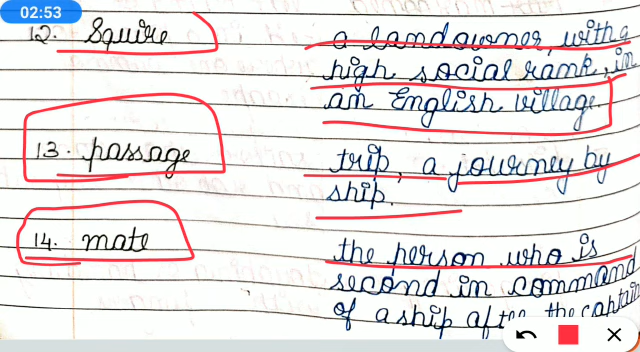 02:53
12. Squire a landowner, with a
high social rank, in
an English village
13. passage trip, a journey by
ship.
14. mate the person who is
second in command
of a ship after the captain